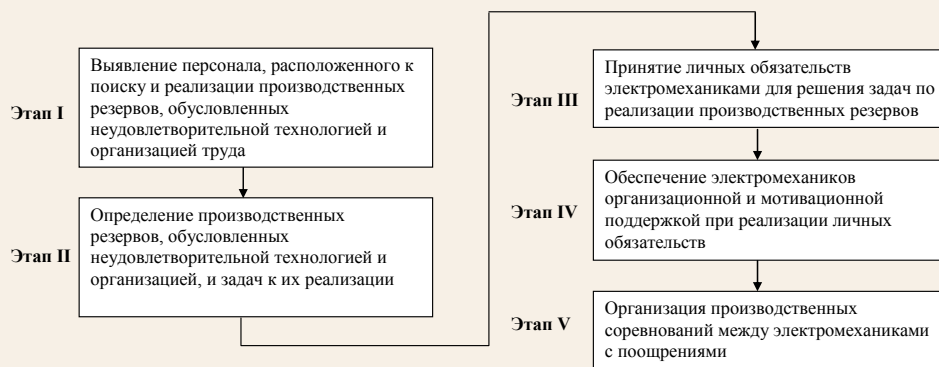 Этап I
Выявление персонала, расположенного к
поиску и реализации производственных
резервов, обусловленных
неудовлетворительной технологией и
организацией труда
Этап II
Определение производственных
резервов, обусловленных
неудовлетворительной технологией и
организацией, и задач к их реализации
Этап III
Принятие личных обязательств
электромеханиками для решения задач по
реализации производственных резервов
Этап IV
Обеспечение электромехаников
организационной и мотивационной
поддержкой при реализации личных
обязательств
Этап V
Организация производственных
соревнований между электромеханиками
с поощрениями